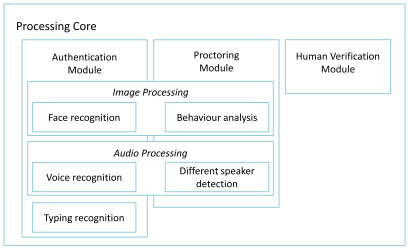 Processing Core
Authentication
Module
Proctoring
Module
Human Verification
Module
Image Processing
Face recognition
Behaviour analysis
Audio Processing
Voice recognition
Different speaker
detection
Typing recognition